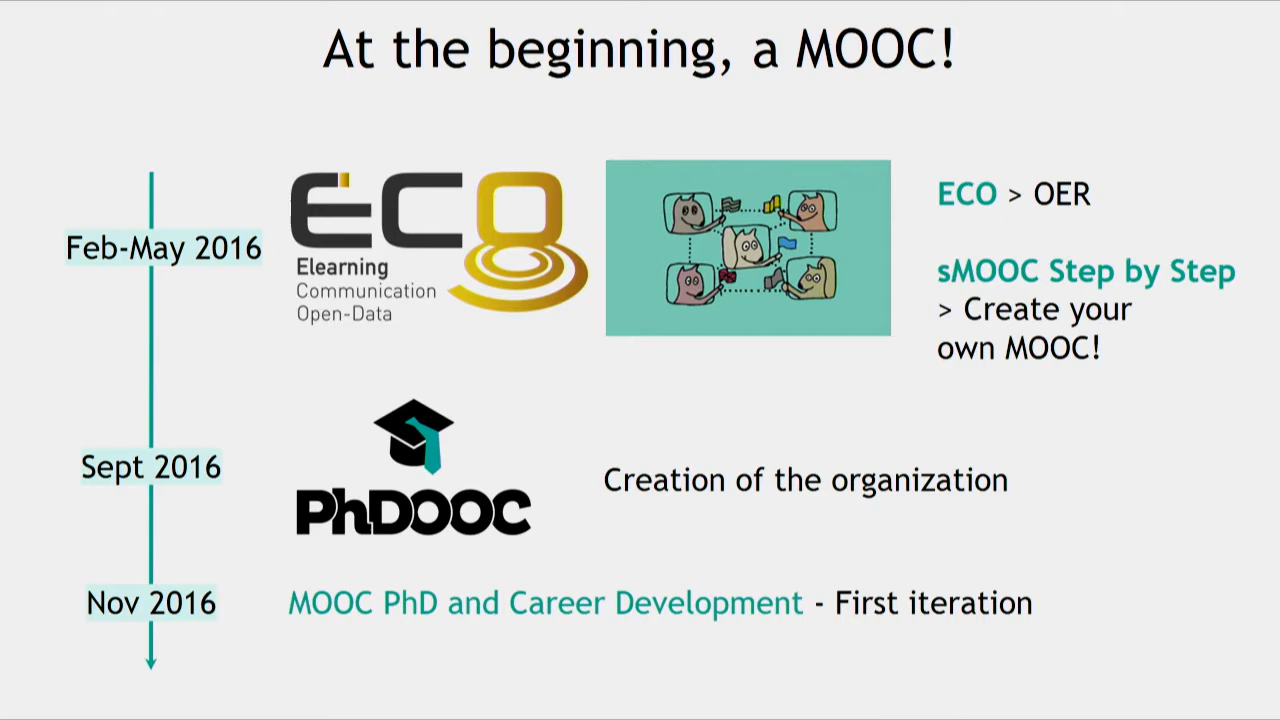 At the beginning, a MOOC!
Feb-May 2016
ECO
Elearning
Communication
Open-Data
ECO > OER
sMOOC Step by Step
> Create your
own MOOC!
Sept 2016
PhDOOC
Creation of the organization
Nov 2016
MOOC PhD and Career Development - First iteration